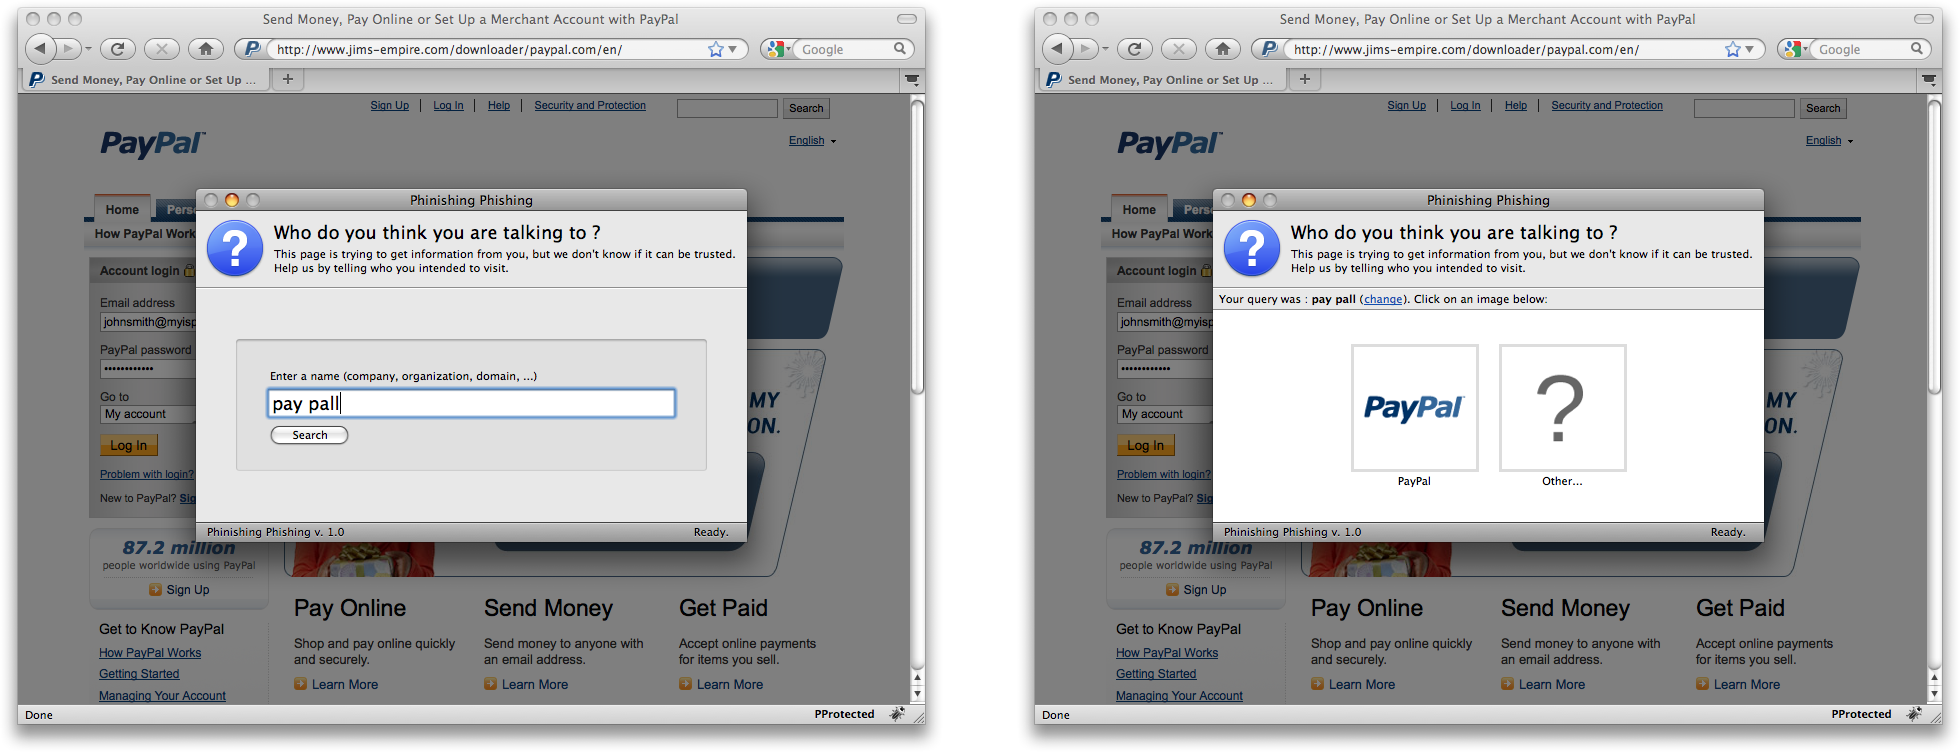 Send Money, Pay Online or Set Up a Merchant Account with PayPal
http://www.jims-empire.com/downloader/paypal.com/en/
Google
Send Money, Pay Online or Set Up ...
Sign Up Log In Help Security and Protection Search
PayPal™
English
Home Perso
How PayPal Work
Account login
Email address
johnsmith@myisp
PayPal password
••••••••••••
Go to
My account
Log In
Problem with login?
New to PayPal? Sig
MY
ON.
Phinishing Phishing
?
Who do you think you are talking to ?
This page is trying to get information from you, but we don't know if it can be trusted.
Help us by telling who you intended to visit.
Enter a name (company, organization, domain, ...)
pay pall
Search
Phinishing Phishing v. 1.0 Ready.
87.2 million
people worldwide using PayPal
Sign Up
Get to Know PayPal
How PayPal Works
Getting Started
Managing Your Account
Pay Online
Shop and pay online quickly
and securely.
Learn More
Send Money
Send money to anyone with
an email address.
Learn More
Get Paid
Accept online payments
for items you sell.
Learn More
Done PProtected
Send Money, Pay Online or Set Up a Merchant Account with PayPal
http://www.jims-empire.com/downloader/paypal.com/en/
Google
Send Money, Pay Online or Set Up ...
Sign Up Log In Help Security and Protection Search
PayPal™
English
Home Perso
How PayPal Work
Account login
Email address
johnsmith@myisp
PayPal password
••••••••••••
Go to
My account
Log In
Problem with login?
New to PayPal? Sig
MY
ON.
Phinishing Phishing
?
Who do you think you are talking to ?
This page is trying to get information from you, but we don't know if it can be trusted.
Help us by telling who you intended to visit.
Your query was : pay pall (change). Click on an image below:
PayPal™
?
PayPal
Other...
Phinishing Phishing v. 1.0 Ready.
87.2 million
people worldwide using PayPal
Sign Up
Get to Know PayPal
How PayPal Works
Getting Started
Managing Your Account
Pay Online
Shop and pay online quickly
and securely.
Learn More
Send Money
Send money to anyone with
an email address.
Learn More
Get Paid
Accept online payments
for items you sell.
Learn More
Done PProtected